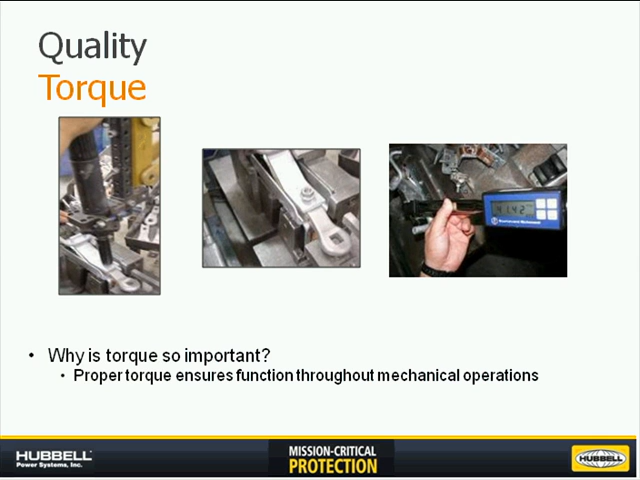 Quality
Torque
• Why is torque so important?
• Proper torque ensures function throughout mechanical operations
HUBBELL
Power Systems, Inc.
MISSION-CRITICAL
PROTECTION
HUBBELL